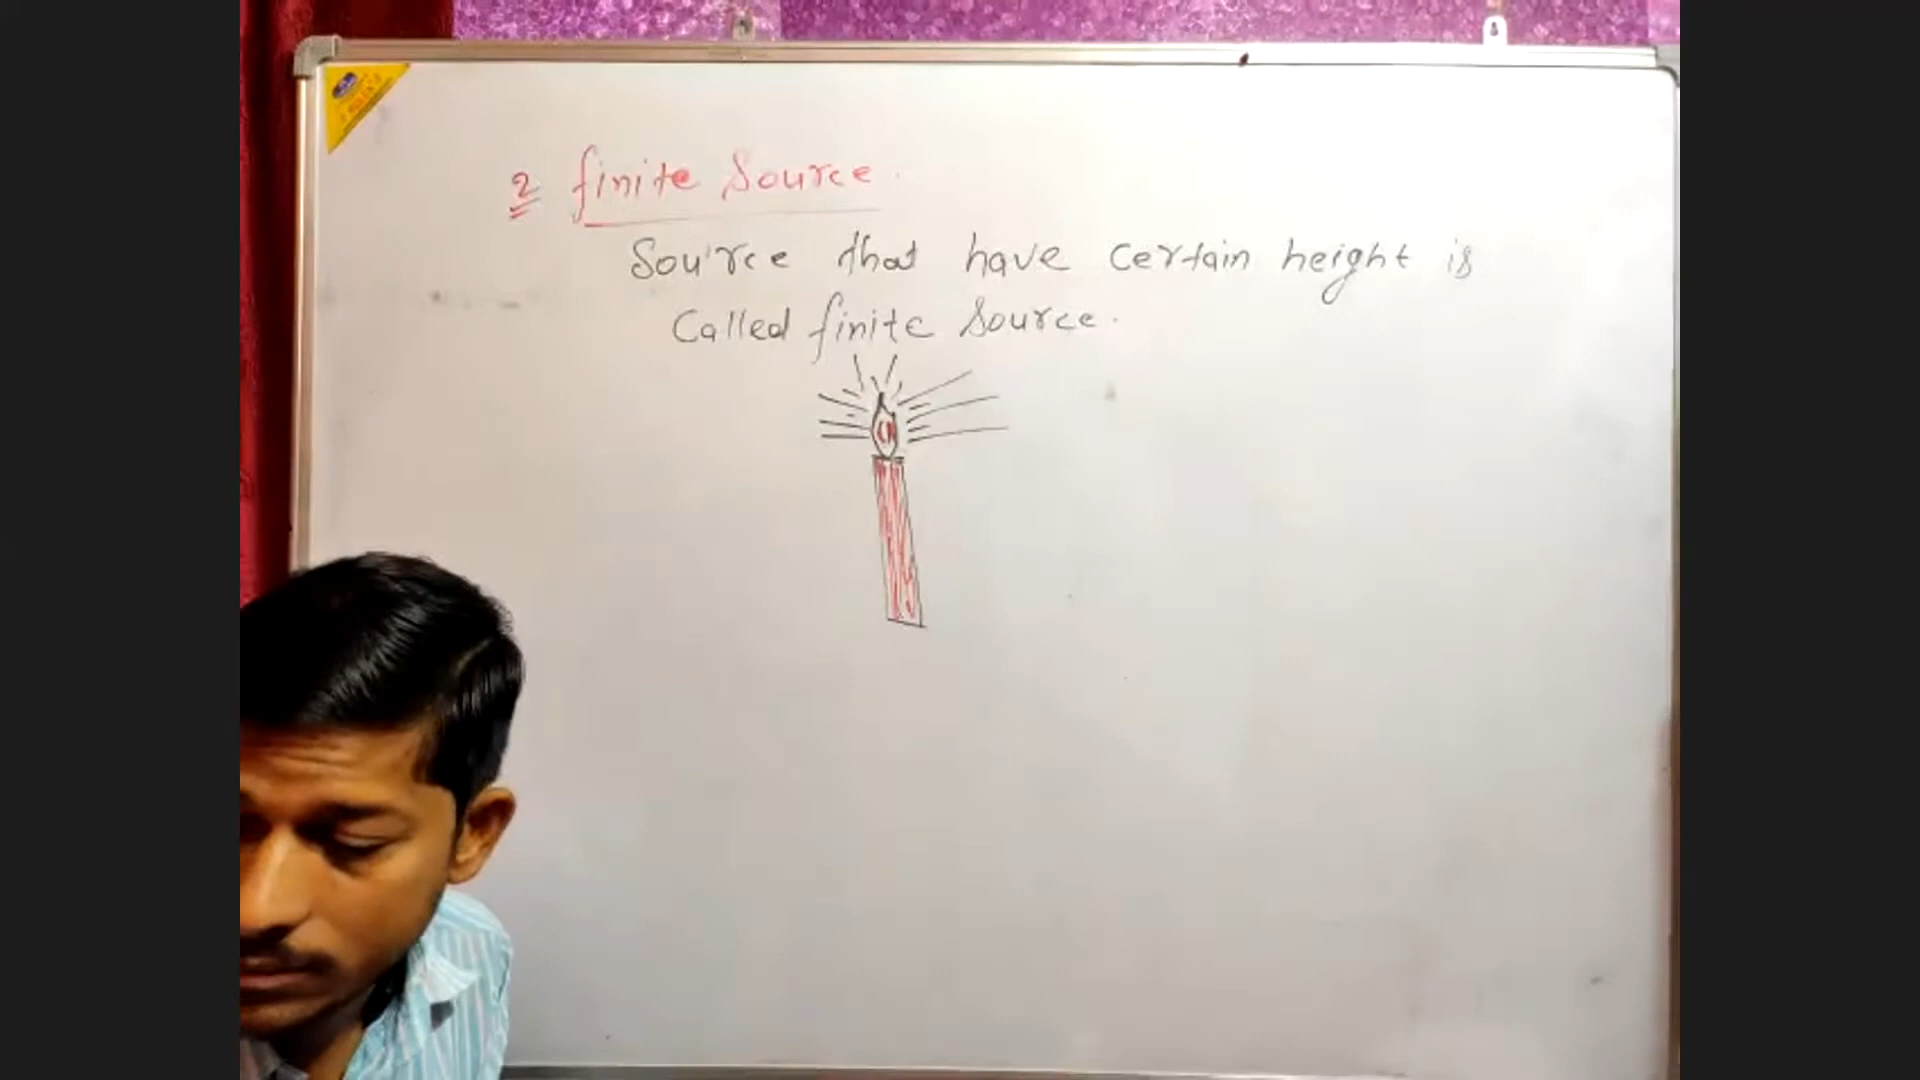 2 finite Source.
Source that have certain height is
Called finite Source.